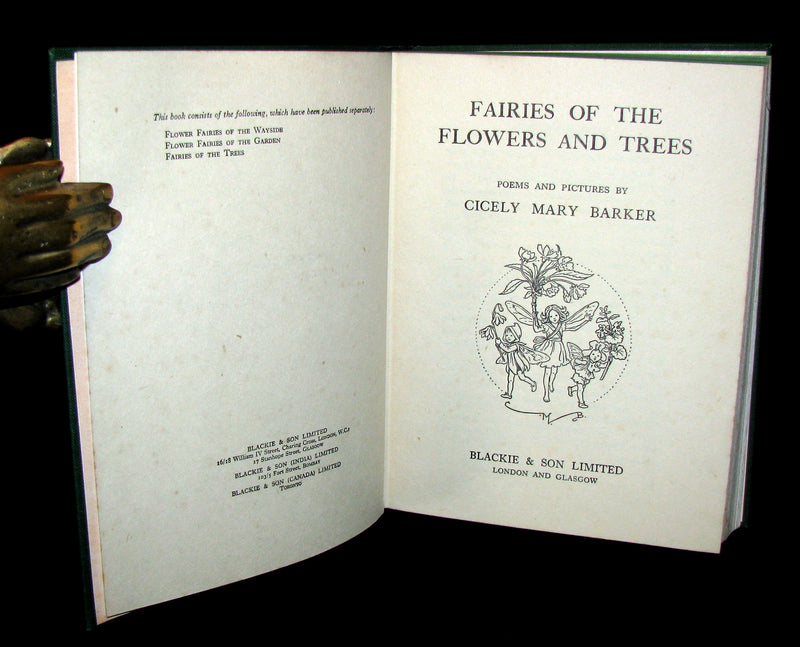 This book consists of the following, which have been published separately:
FLOWER FAIRIES OF THE WAYSIDE
FLOWER FAIRIES OF THE GARDEN
FAIRIES OF THE TREES
BLACKIE & SON LIMITED
16/18 William IV Street, Charing Cross, LONDON, W.C.2
17 Stanhope Street, GLASGOW
BLACKIE & SON (INDIA) LIMITED
103/5 Fort Street, BOMBAY
BLACKIE & SON (CANADA) LIMITED
TORONTO
FAIRIES OF THE
FLOWERS AND TREES
POEMS AND PICTURES BY
CICELY MARY BARKER
C M B.
BLACKIE & SON LIMITED
LONDON AND GLASGOW